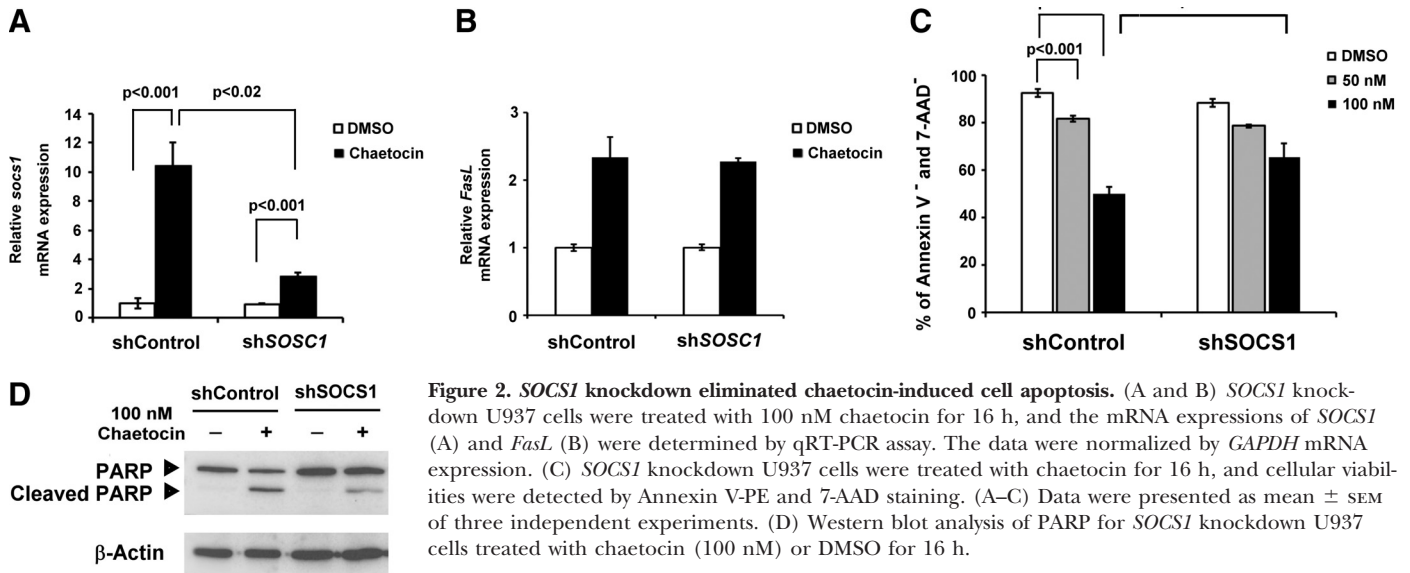 A
p<0.001
p<0.02
14
12
10
8
6
4
2
0
Relative socs1
mRNA expression
DMSO
Chaetocin
p<0.001
shControl
shSOSC1
B
3
2
1
0
Relative FasL
mRNA expression
DMSO
Chaetocin
shControl
shSOSC1
C
p<0.001
100
80
60
40
20
0
% of Annexin V⁻ and 7-AAD⁻
DMSO
50 nM
100 nM
shControl
shSOCS1
D
shControl shSOCS1
100 nM
Chaetocin – + – +
PARP
Cleaved PARP
β-Actin
Figure 2. SOCS1 knockdown eliminated chaetocin-induced cell apoptosis. (A and B) SOCS1 knock-
down U937 cells were treated with 100 nM chaetocin for 16 h, and the mRNA expressions of SOCS1
(A) and FasL (B) were determined by qRT-PCR assay. The data were normalized by GAPDH mRNA
expression. (C) SOCS1 knockdown U937 cells were treated with chaetocin for 16 h, and cellular viabil-
ities were detected by Annexin V-PE and 7-AAD staining. (A–C) Data were presented as mean ± SEM
of three independent experiments. (D) Western blot analysis of PARP for SOCS1 knockdown U937
cells treated with chaetocin (100 nM) or DMSO for 16 h.